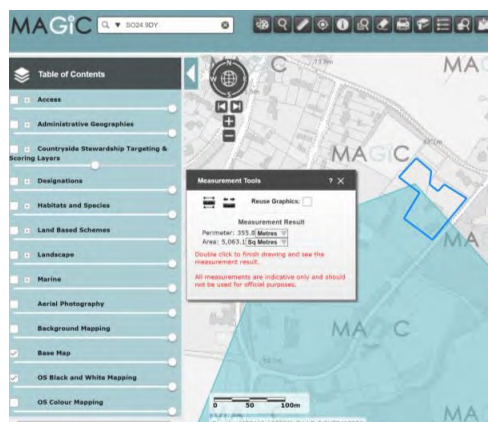 MAGiC
SO24 9DY
Table of Contents
Access
Administrative Geographies
Countryside Stewardship Targeting &
Scoring Layers
Designations
Habitats and Species
Land Based Schemes
Landscape
Marine
Aerial Photography
Background Mapping
Base Map
OS Black and White Mapping
OS Colour Mapping
N
W
S
MAGiC
MAGiC
MAGiC
Measurement Tools
? X
Reuse Graphics:
Measurement Result
Perimeter: 355.8 Metres
Area: 5,063.1 Sq Metres
Double click to finish drawing and see the
measurement result.
All measurements are indicative only and should
not be used for official purposes.
0 50 100m